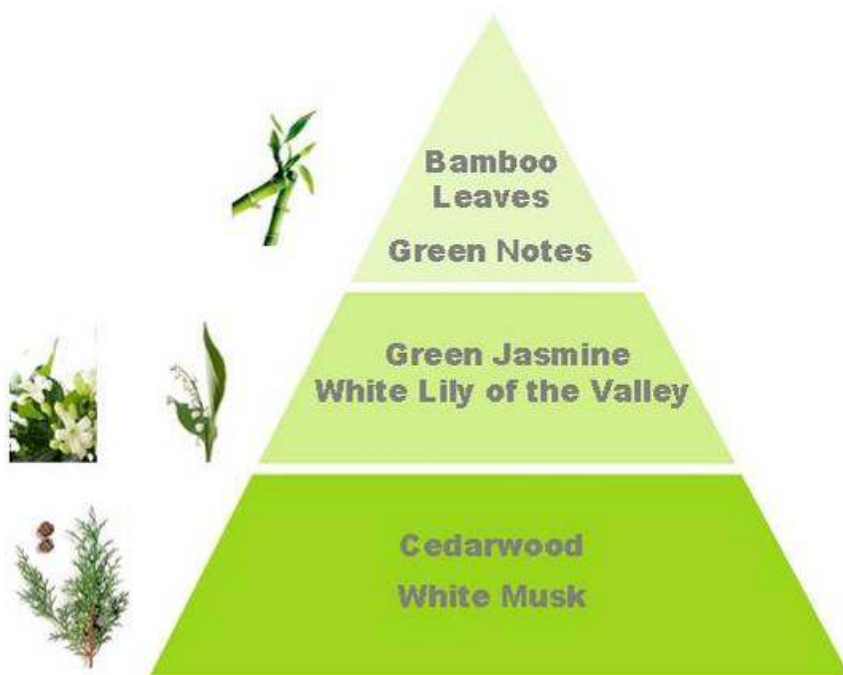 Bamboo
Leaves
Green Notes
Green Jasmine
White Lily of the Valley
Cedarwood
White Musk